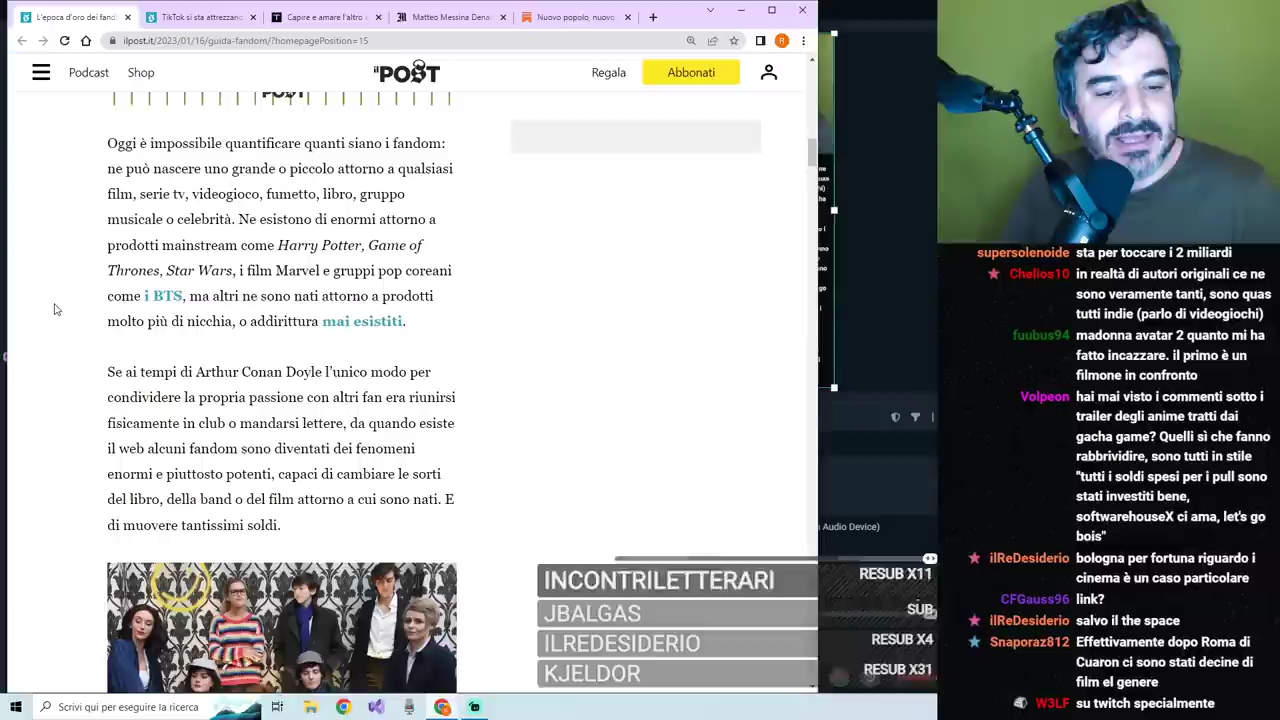 L'epoca d'oro dei fand
TikTok si sta attrezzano
Capire e amare l'altro s
Matteo Messina Dena
Nuovo popolo, nuovo
ilpost.it/2023/01/16/guida-fandom/?homepagePosition=15
Podcast
Shop
IL POST
Regala
Abbonati
Oggi è impossibile quantificare quanti siano i fandom:
ne può nascere uno grande o piccolo attorno a qualsiasi
film, serie tv, videogioco, fumetto, libro, gruppo
musicale o celebrità. Ne esistono di enormi attorno a
prodotti mainstream come Harry Potter, Game of
Thrones, Star Wars, i film Marvel e gruppi pop coreani
come i BTS, ma altri ne sono nati attorno a prodotti
molto più di nicchia, o addirittura mai esistiti.
Se ai tempi di Arthur Conan Doyle l'unico modo per
condividere la propria passione con altri fan era riunirsi
fisicamente in club o mandarsi lettere, da quando esiste
il web alcuni fandom sono diventati dei fenomeni
enormi e piuttosto potenti, capaci di cambiare le sorti
del libro, della band o del film attorno a cui sono nati. E
di muovere tantissimi soldi.
Audio Device)
INCONTRILETTERARI RESUB X11
JBALGAS SUB
ILREDESIDERIO RESUB X4
KJELDOR RESUB X31
supersolenoide sta per toccare i 2 miliardi
Chelios10 in realtà di autori originali ce ne
sono veramente tanti, sono quas
tutti indie (parlo di videogiochi)
fuubus94 madonna avatar 2 quanto mi ha
fatto incazzare. il primo è un
filmone in confronto
Volpeon hai mai visto i commenti sotto i
trailer degli anime tratti dai
gacha game? Quelli sì che fanno
rabbrividire, sono tutti in stile
"tutti i soldi spesi per i pull sono
stati investiti bene,
softwarehouseX ci ama, let's go
bois"
ilReDesiderio bologna per fortuna riguardo i
cinema è un caso particolare
CFGauss96 link?
ilReDesiderio salvo il the space
Snaporaz812 Effettivamente dopo Roma di
Cuaron ci sono stati decine di
film el genere
W3LF su twitch specialmente
Scrivi qui per eseguire la ricerca